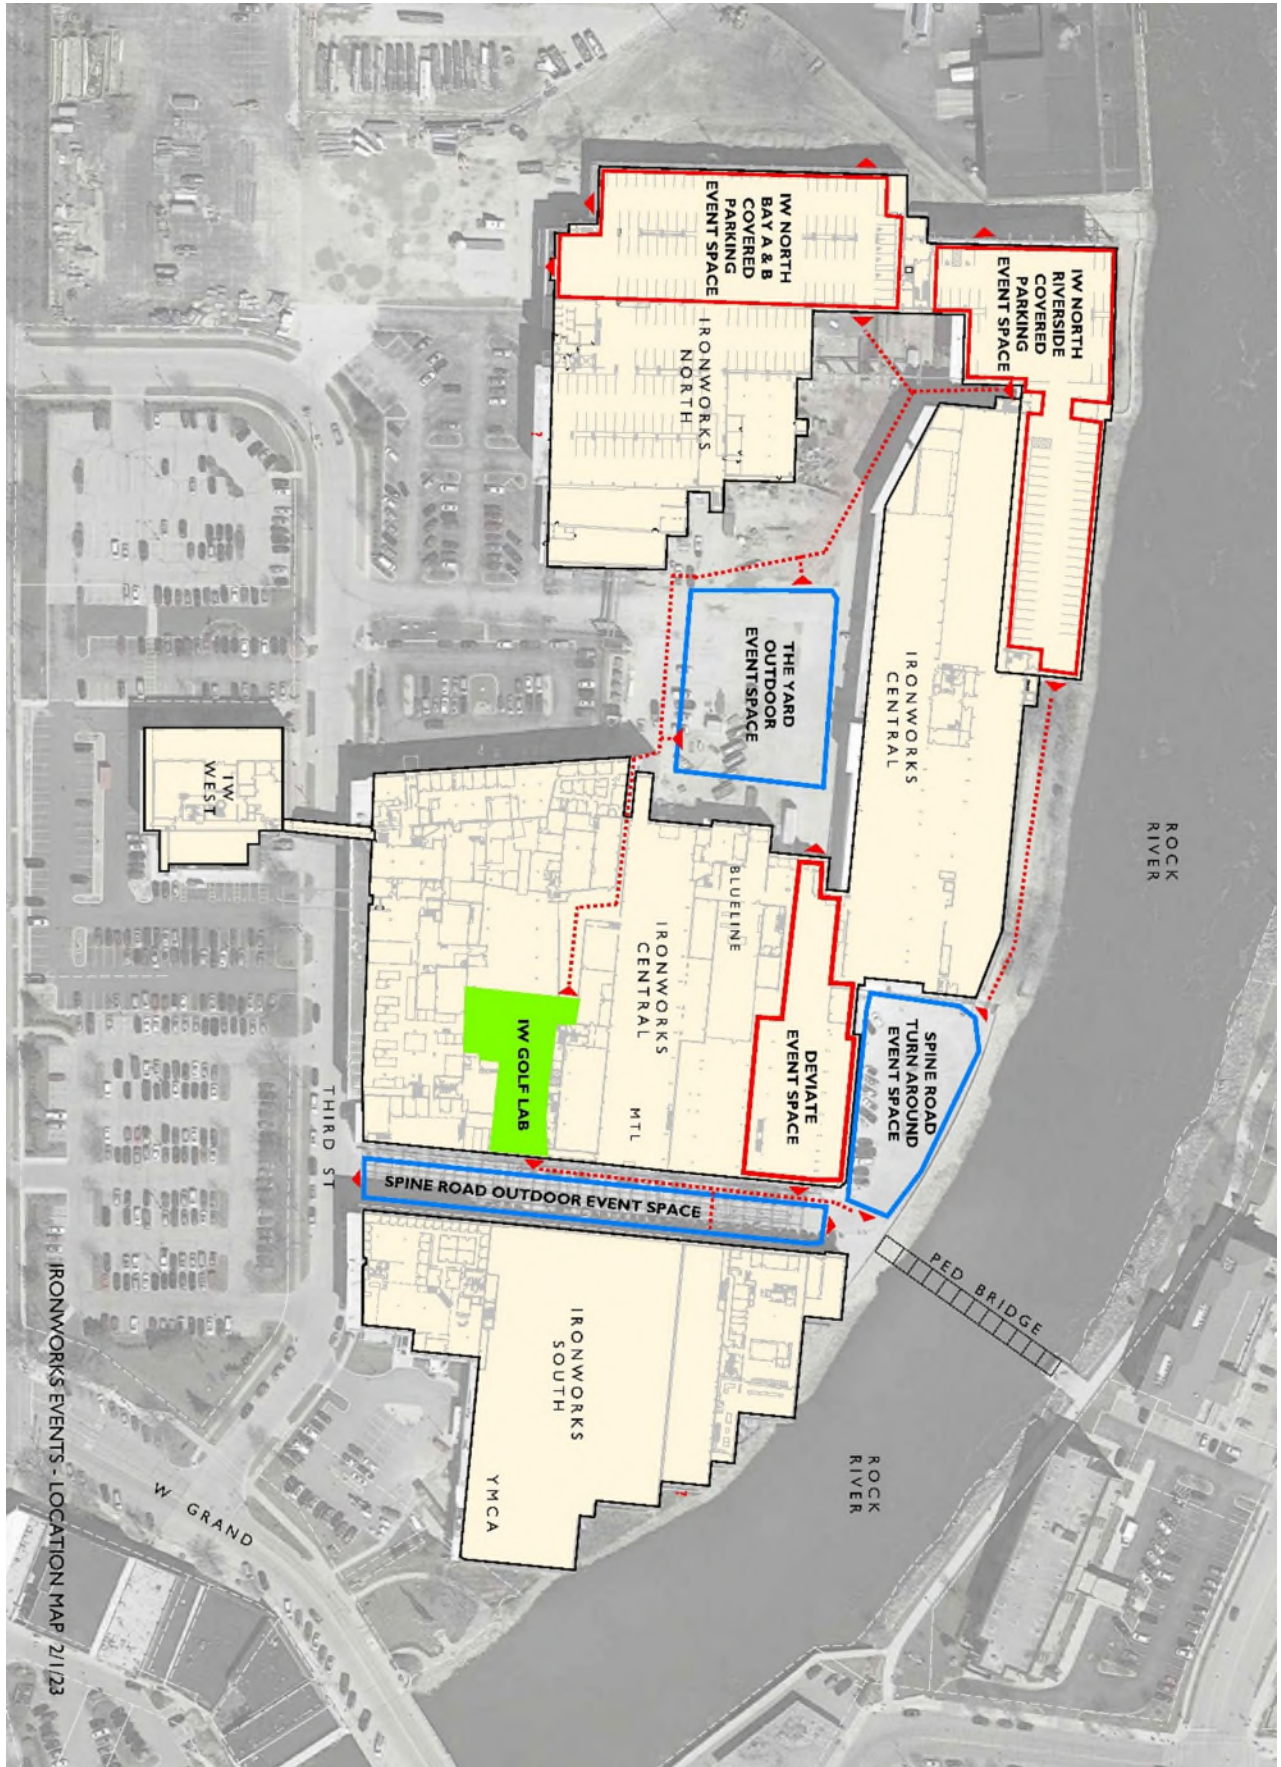 IW NORTH
BAY A & B
COVERED
PARKING
EVENT SPACE
IW NORTH
RIVERSIDE
COVERED
PARKING
EVENT SPACE
IRONWORKS
NORTH
IRONWORKS
CENTRAL
THE YARD
OUTDOOR
EVENT SPACE
ROCK
RIVER
IW
WEST
BLUELINE
IRONWORKS
CENTRAL
DEVIATE
EVENT SPACE
SPINE ROAD
TURN AROUND
EVENT SPACE
IW GOLF LAB
MTL
THIRD ST
SPINE ROAD OUTDOOR EVENT SPACE
PED BRIDGE
IRONWORKS
SOUTH
YMCA
ROCK
RIVER
W GRAND
IRONWORKS EVENTS - LOCATION MAP 2/1/23